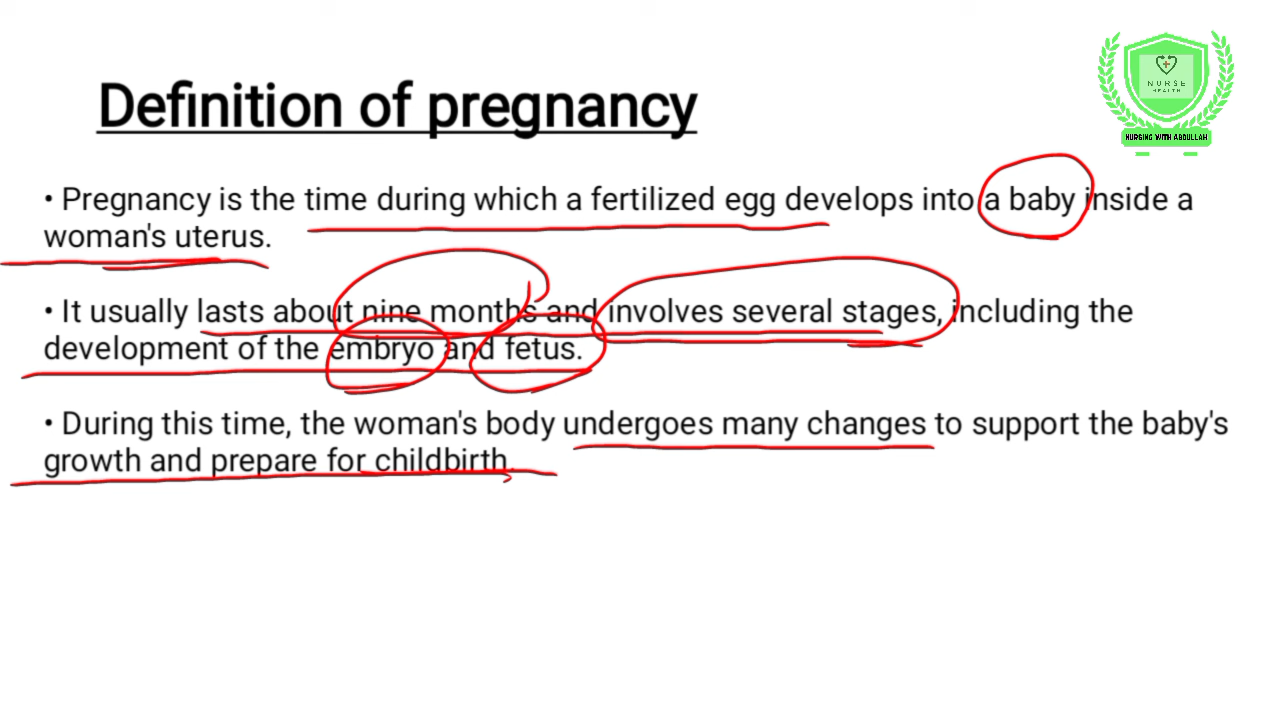 Definition of pregnancy
NURSE
HEALTH
NURSING WITH ABDULLAH
• Pregnancy is the time during which a fertilized egg develops into a baby inside a
woman's uterus.
• It usually lasts about nine months and involves several stages, including the
development of the embryo and fetus.
• During this time, the woman's body undergoes many changes to support the baby's
growth and prepare for childbirth.